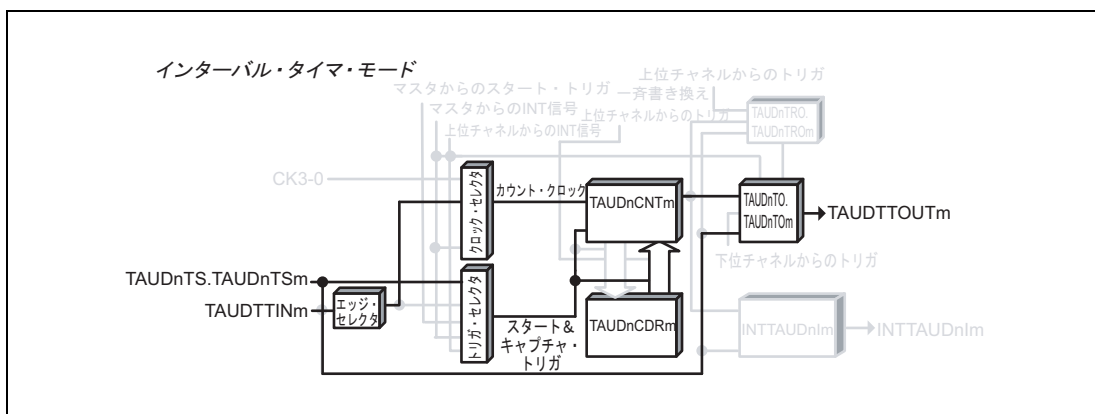 インターバル・タイマ・モード
上位チャネルからのトリガ
マスタからのスタート・トリガ
一斉書き換え
マスタからのINT信号
上位チャネルからのトリガ
上位チャネルからのINT信号
TAUDnTRO.
TAUDnTROm
CK3-0
クロック・セレクタ
カウント・クロック
TAUDnCNTm
TAUDnTO.
TAUDnTOm
TAUDTTOUTm
下位チャネルからのトリガ
TAUDnTS.TAUDnTSm
TAUDTTINm
エッジ・
セレクタ
トリガ・セレクタ
スタート&
キャプチャ・
トリガ
TAUDnCDRm
INTTAUDnIm
INTTAUDnIm